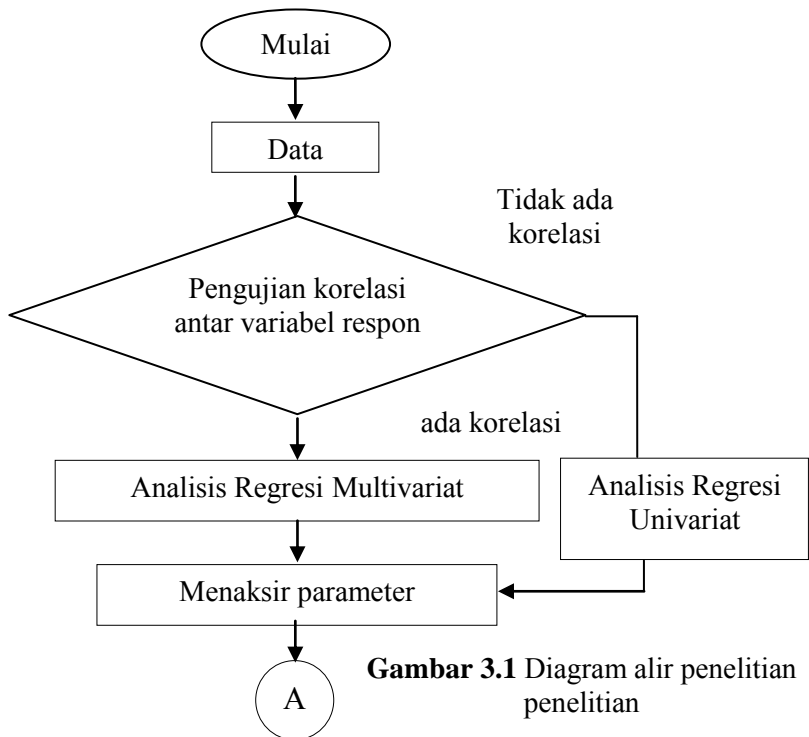 Mulai
Data
Tidak ada
korelasi
Pengujian korelasi
antar variabel respon
ada korelasi
Analisis Regresi Multivariat
Analisis Regresi
Univariat
Menaksir parameter
A
Gambar 3.1 Diagram alir penelitian
penelitian